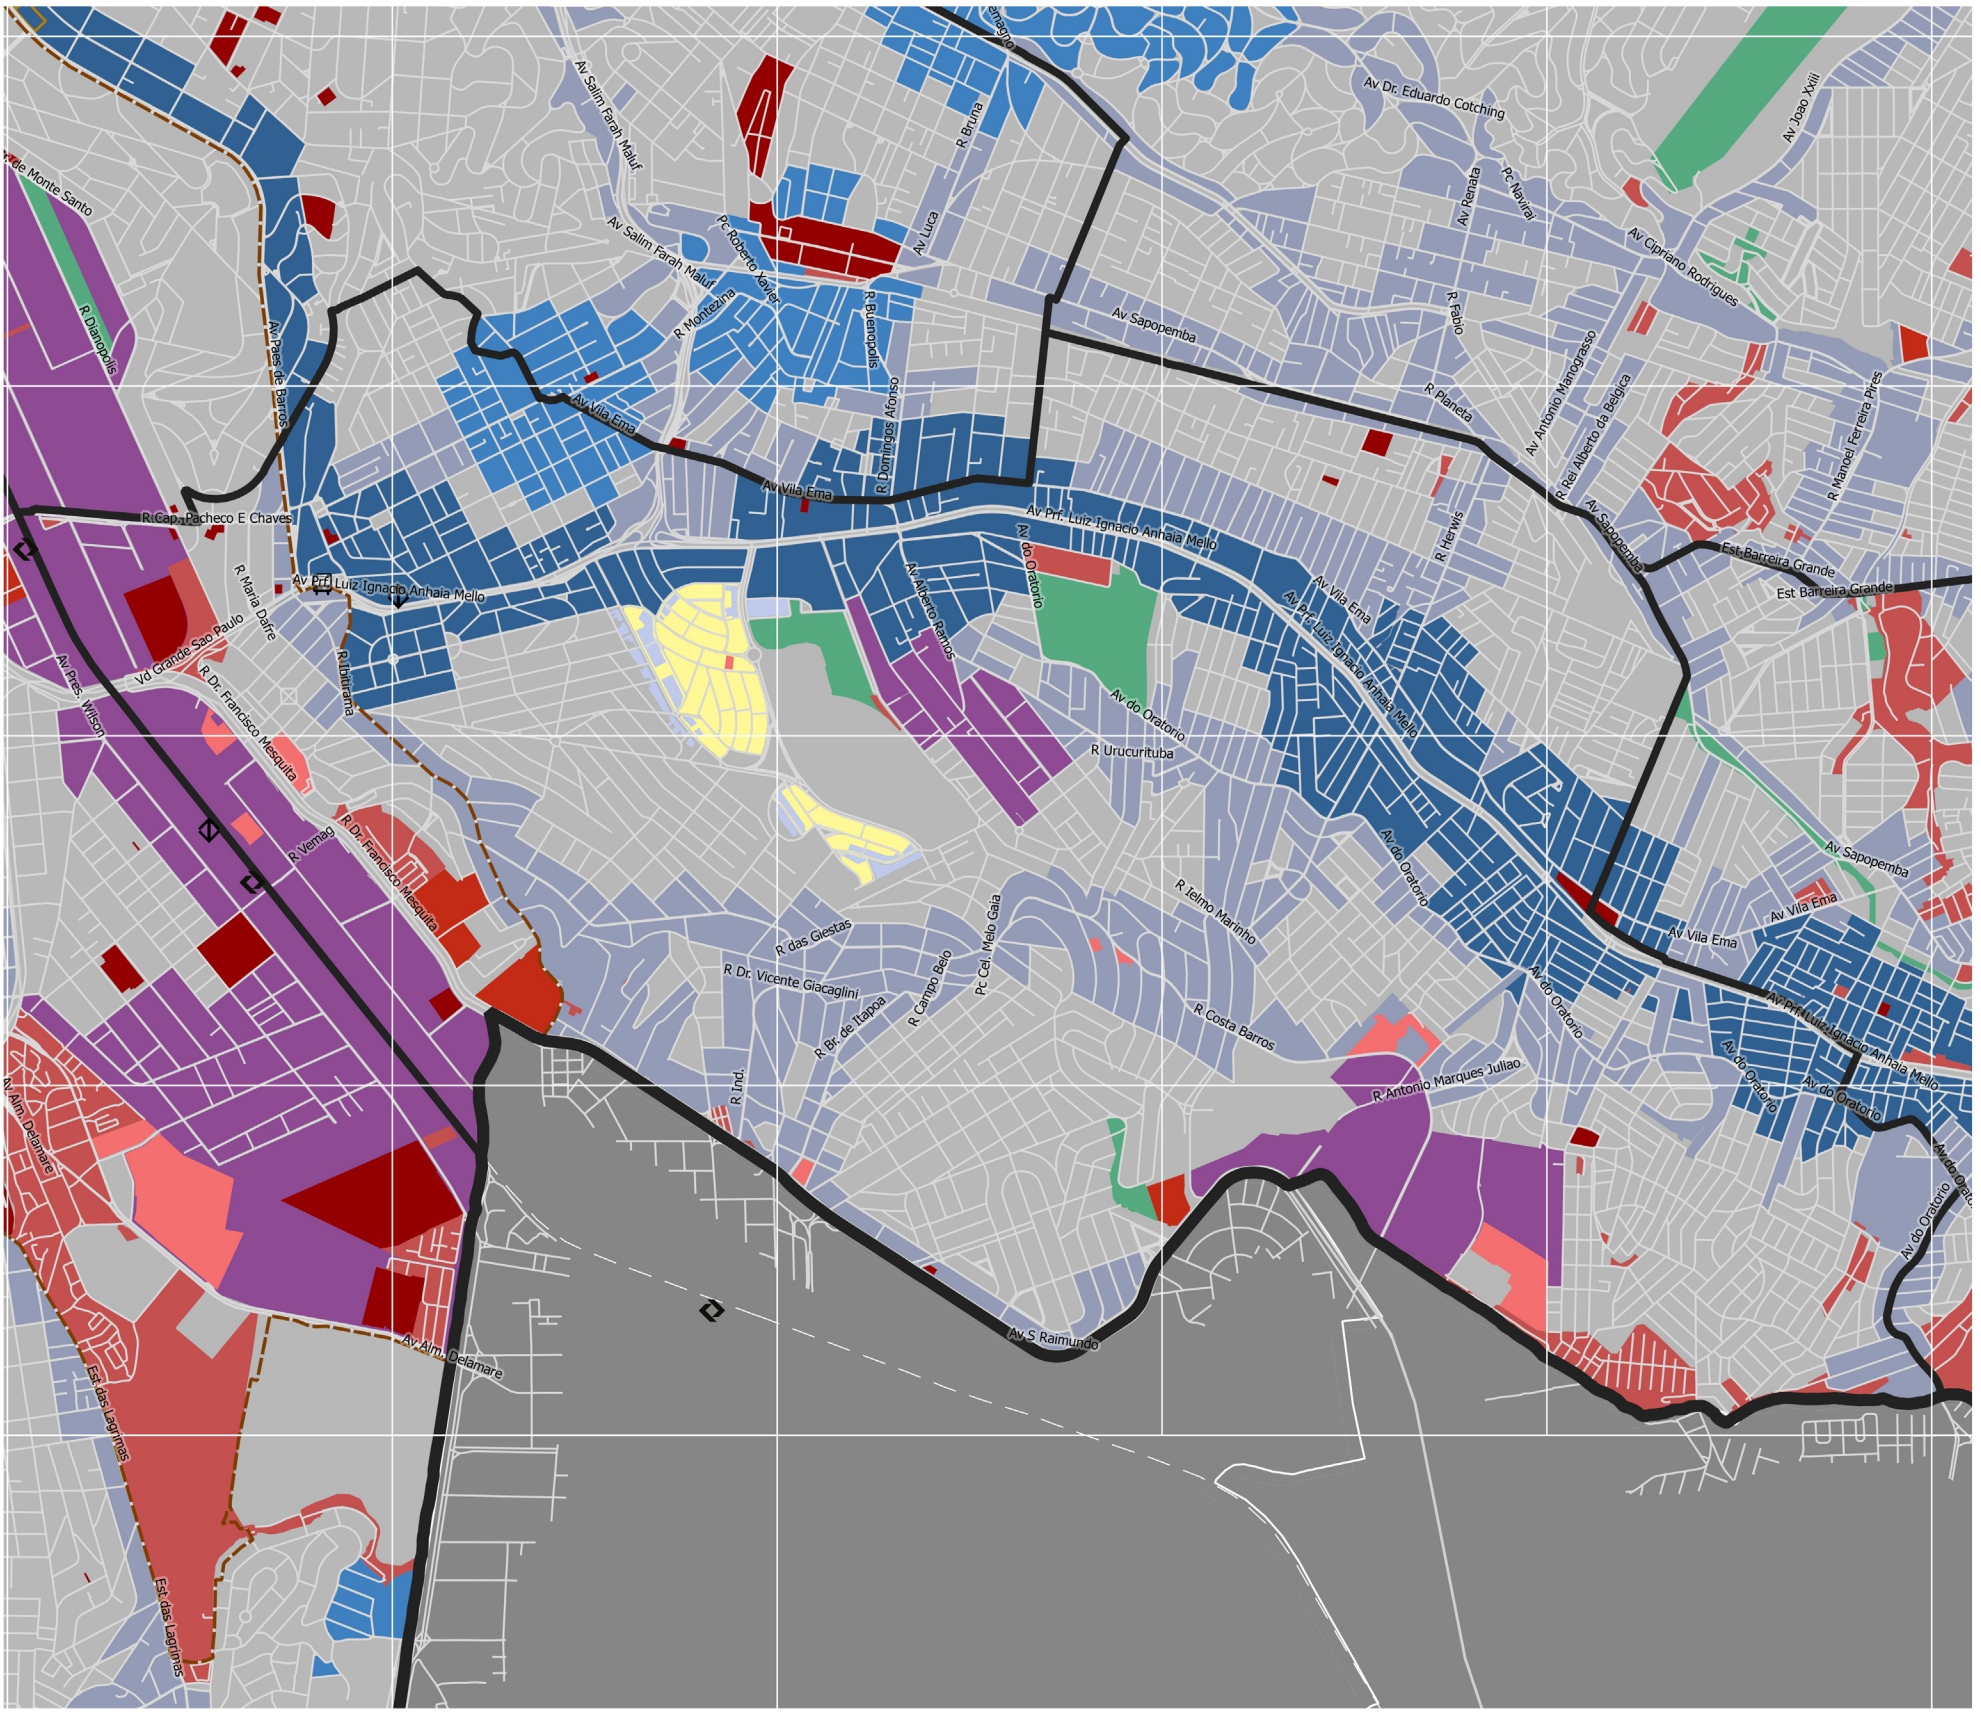 emagno
Av Dr. Eduardo Cotching
Av Joao Xxiii
Av Salim Farah Maluf
R Bruna
de Monte Santo
Av Renata
Pc Navirai
Av Salim Farah Maluf
Pc Roberto Xavier
Av Luca
Av Cipriano Rodrigues
R Dianopolis
R Montezina
R Buenopolis
Av Sapopemba
R Fabio
Av Paes de Barros
Av Antonio Manograsso
R Rei Alberto da Belgica
R Planeta
R Manoel Ferreira Pires
Av Vila Ema
R Domingos Afonso
Av Vila Ema
R Cap. Pacheco E Chaves
Av Prf. Luiz Ignacio Anhaia Mello
R Herwis
Av Sapopemba
Est Barreira Grande
Est Barreira Grande
R Maria Dafre
Av Prf. Luiz Ignacio Anhaia Mello
Av do Oratorio
Av Alberto Ramos
Av Vila Ema
Av Prf. Luiz Ignacio Anhaia Mello
Vd Grande Sao Paulo
Av Pres. Wilson
R Dr. Francisco Mesquita
R Ibitirama
Av do Oratorio
R Urucurituba
R Vemag
R Dr. Francisco Mesquita
Av do Oratorio
Av Sapopemba
R Ielmo Marinho
Pc Cel. Melo Gaia
R das Giestas
Av Vila Ema
Av Vila Ema
R Dr. Vicente Giacaglini
R Campo Belo
R Br. de Itapoa
R Costa Barros
Av do Oratorio
Av Prf. Luiz Ignacio Anhaia Mello
Av Alm. Delamare
R Ind.
R Antonio Marques Juliao
Av do Oratorio
Av do Oratorio
Av do Orato
Av do Oratorio
Av S Raimundo
Av Alm. Delamare
Est das Lagrimas
Est das Lagrimas